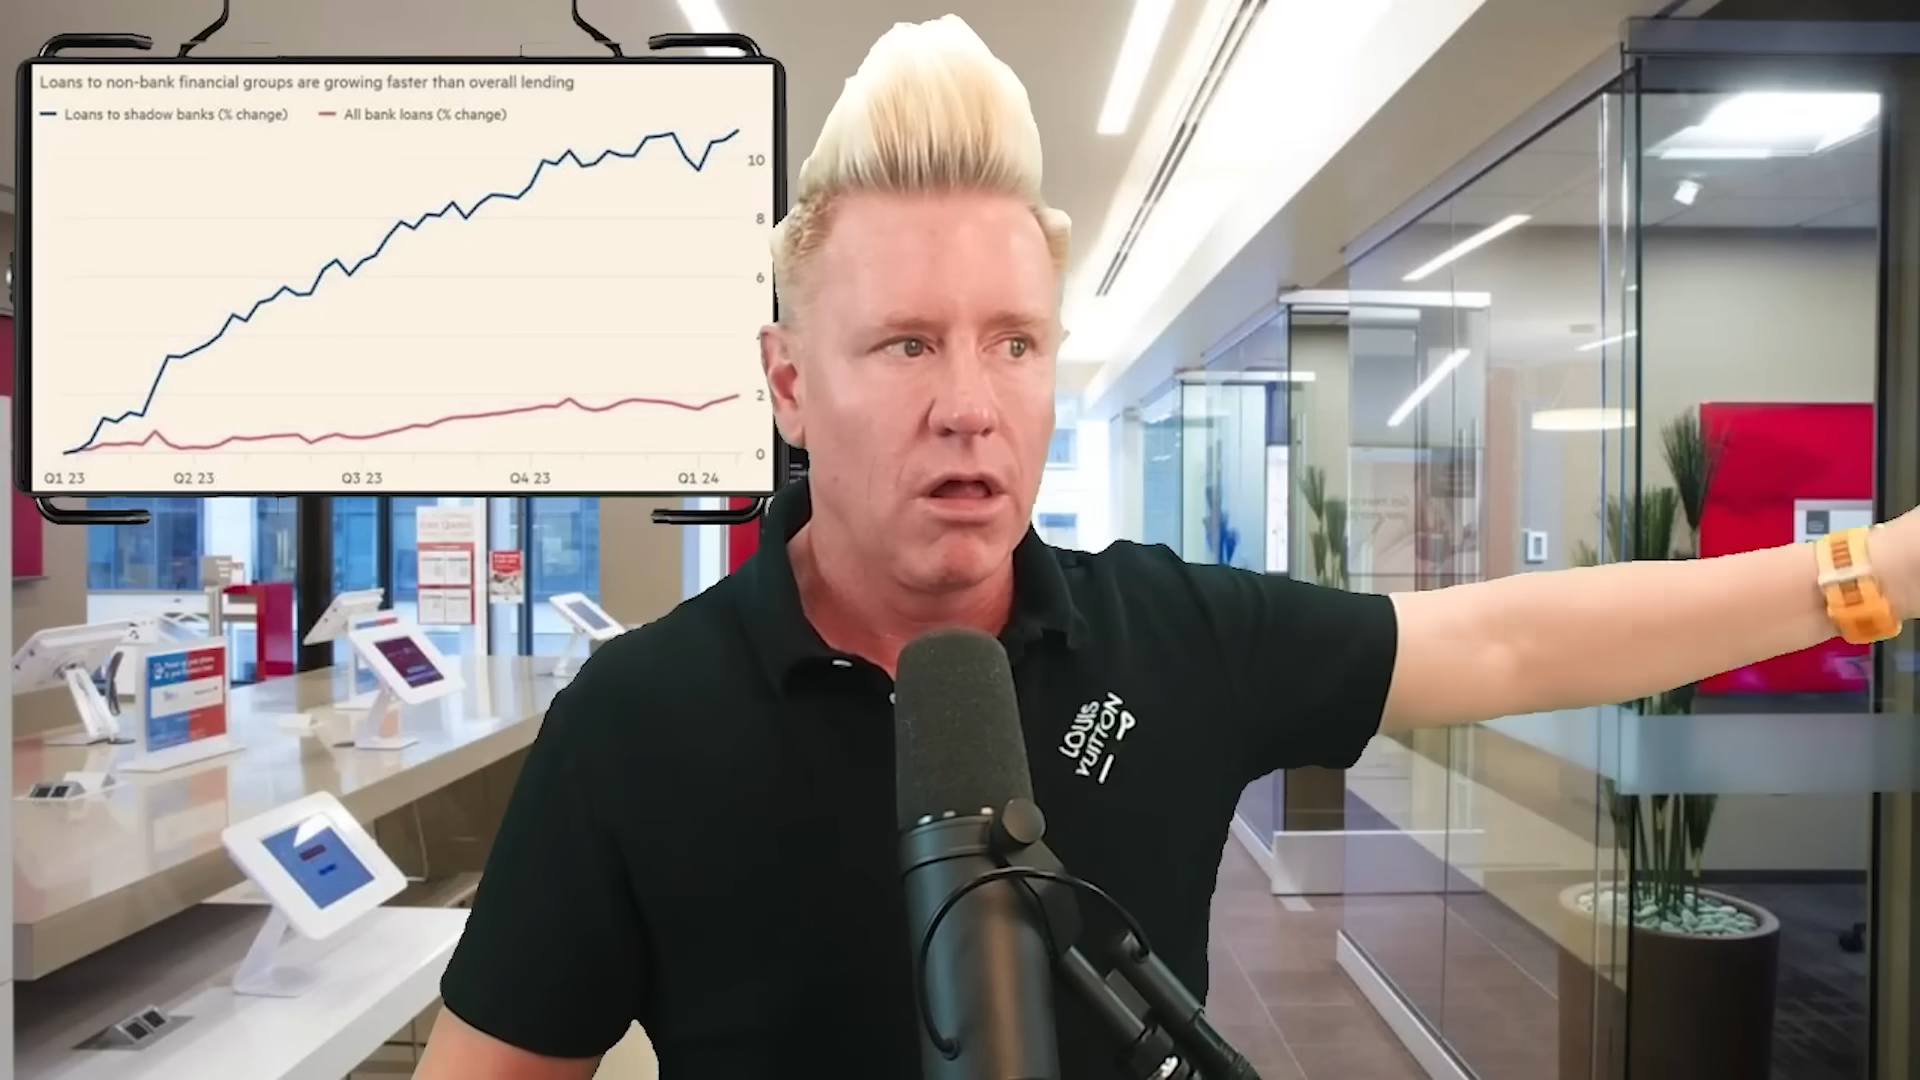 Loans to non-bank financial groups are growing faster than overall lending
Loans to shadow banks (% change)
All bank loans (% change)
10
8
6
2
0
Q1 23
Q2 23
Q3 23
Q4 23
Q1 24
LOUIS
VUITTON